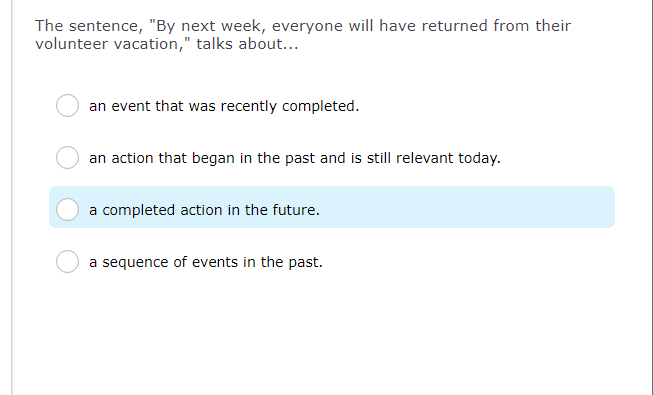 The sentence, "By next week, everyone will have returned from their
volunteer vacation," talks about...
an event that was recently completed.
an action that began in the past and is still relevant today.
a completed action in the future.
a sequence of events in the past.